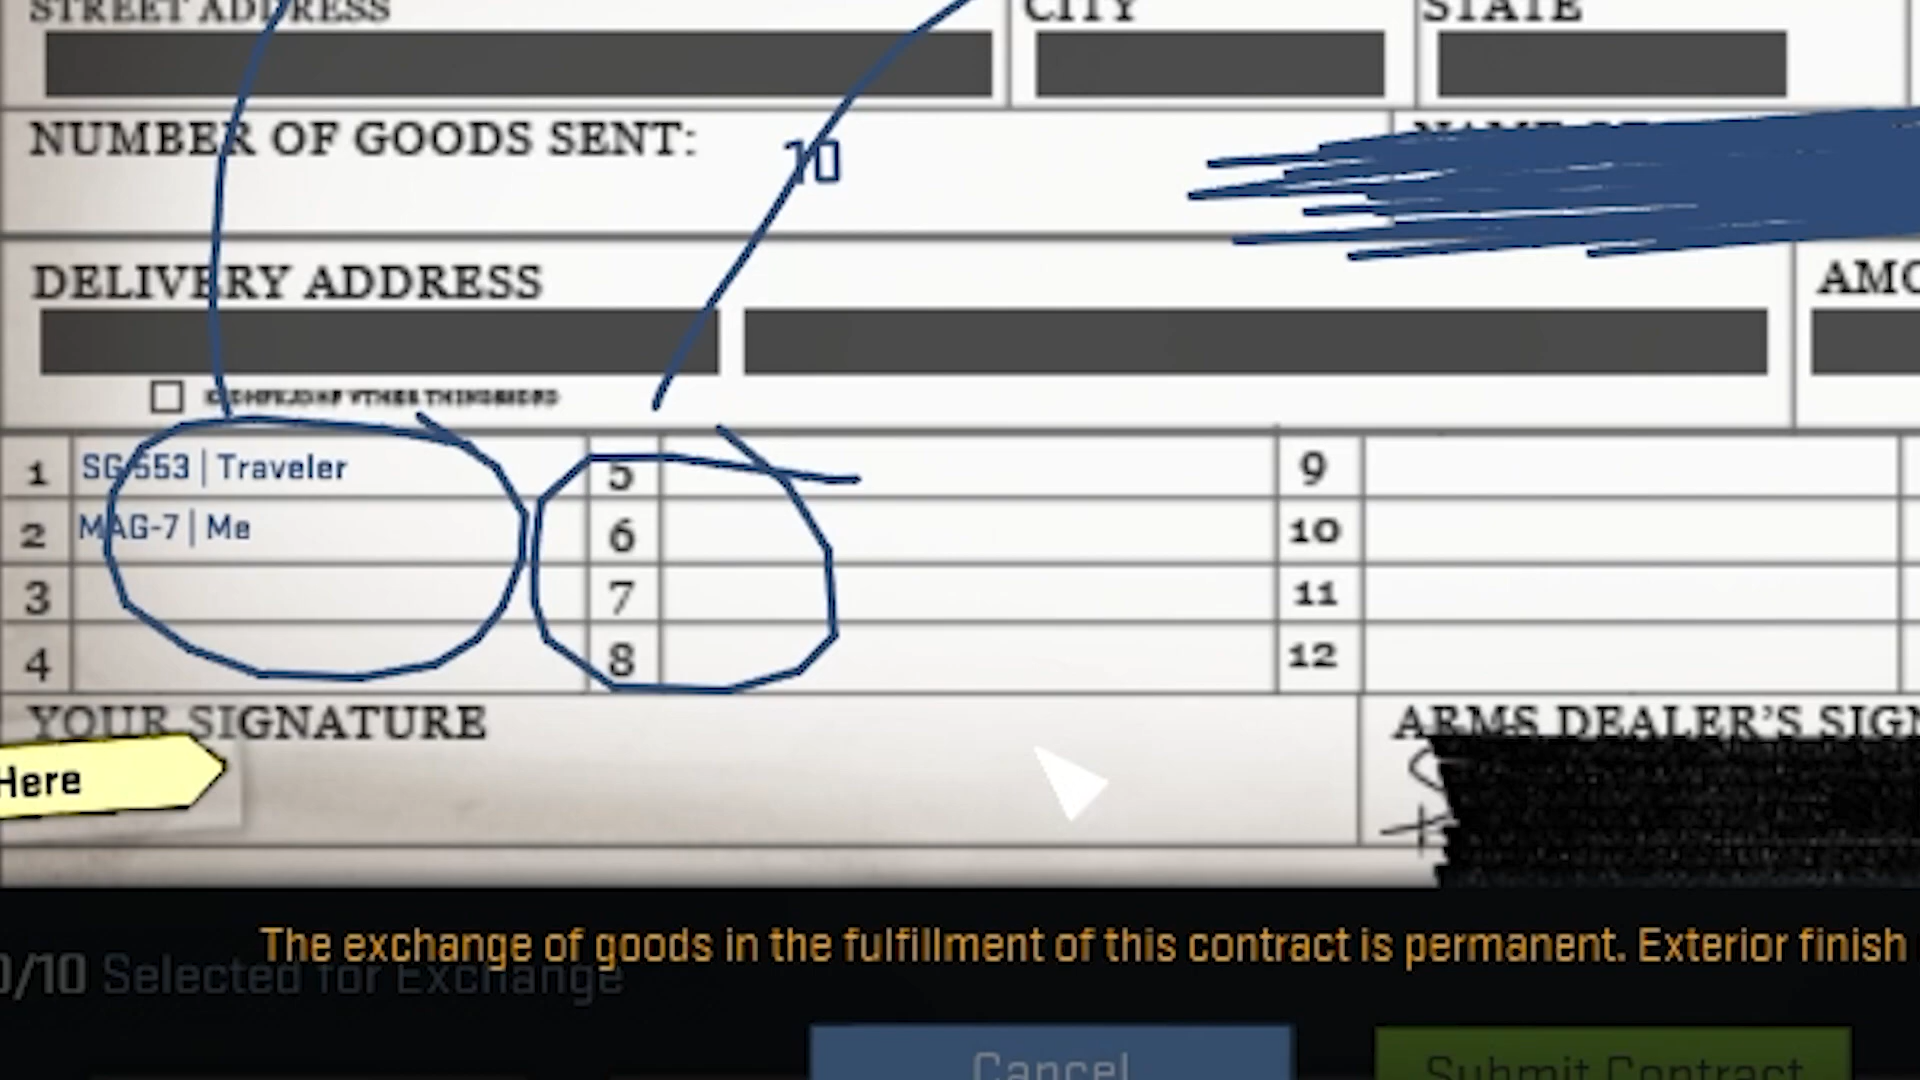 STREET ADDRESS CITY STATE
NUMBER OF GOODS SENT: 10
DELIVERY ADDRESS
1 SG 553 | Traveler 5 9
2 MAG-7 | Me 6 10
3 7 11
4 8 12
YOUR SIGNATURE
Here
The exchange of goods in the fulfillment of this contract is permanent. Exterior finish
0/10 Selected for Exchange
Cancel Submit Contract